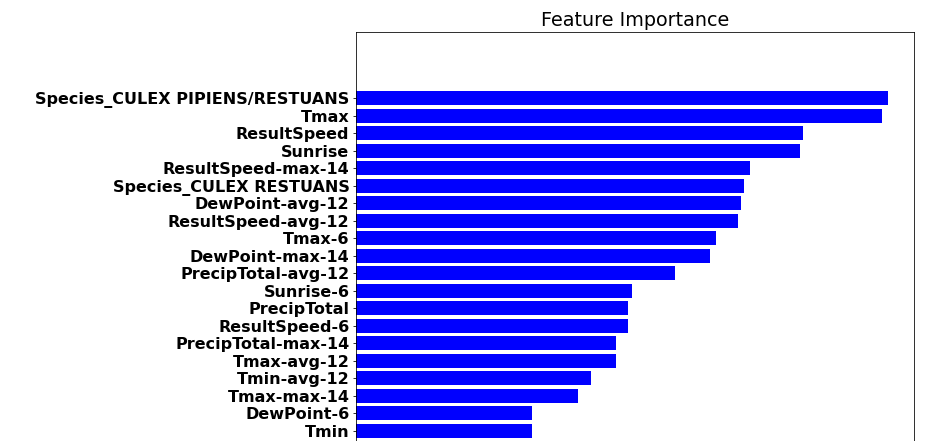 Feature Importance
Species_CULEX PIPIENS/RESTUANS
Tmax
ResultSpeed
Sunrise
ResultSpeed-max-14
Species_CULEX RESTUANS
DewPoint-avg-12
ResultSpeed-avg-12
Tmax-6
DewPoint-max-14
PrecipTotal-avg-12
Sunrise-6
PrecipTotal
ResultSpeed-6
PrecipTotal-max-14
Tmax-avg-12
Tmin-avg-12
Tmax-max-14
DewPoint-6
Tmin